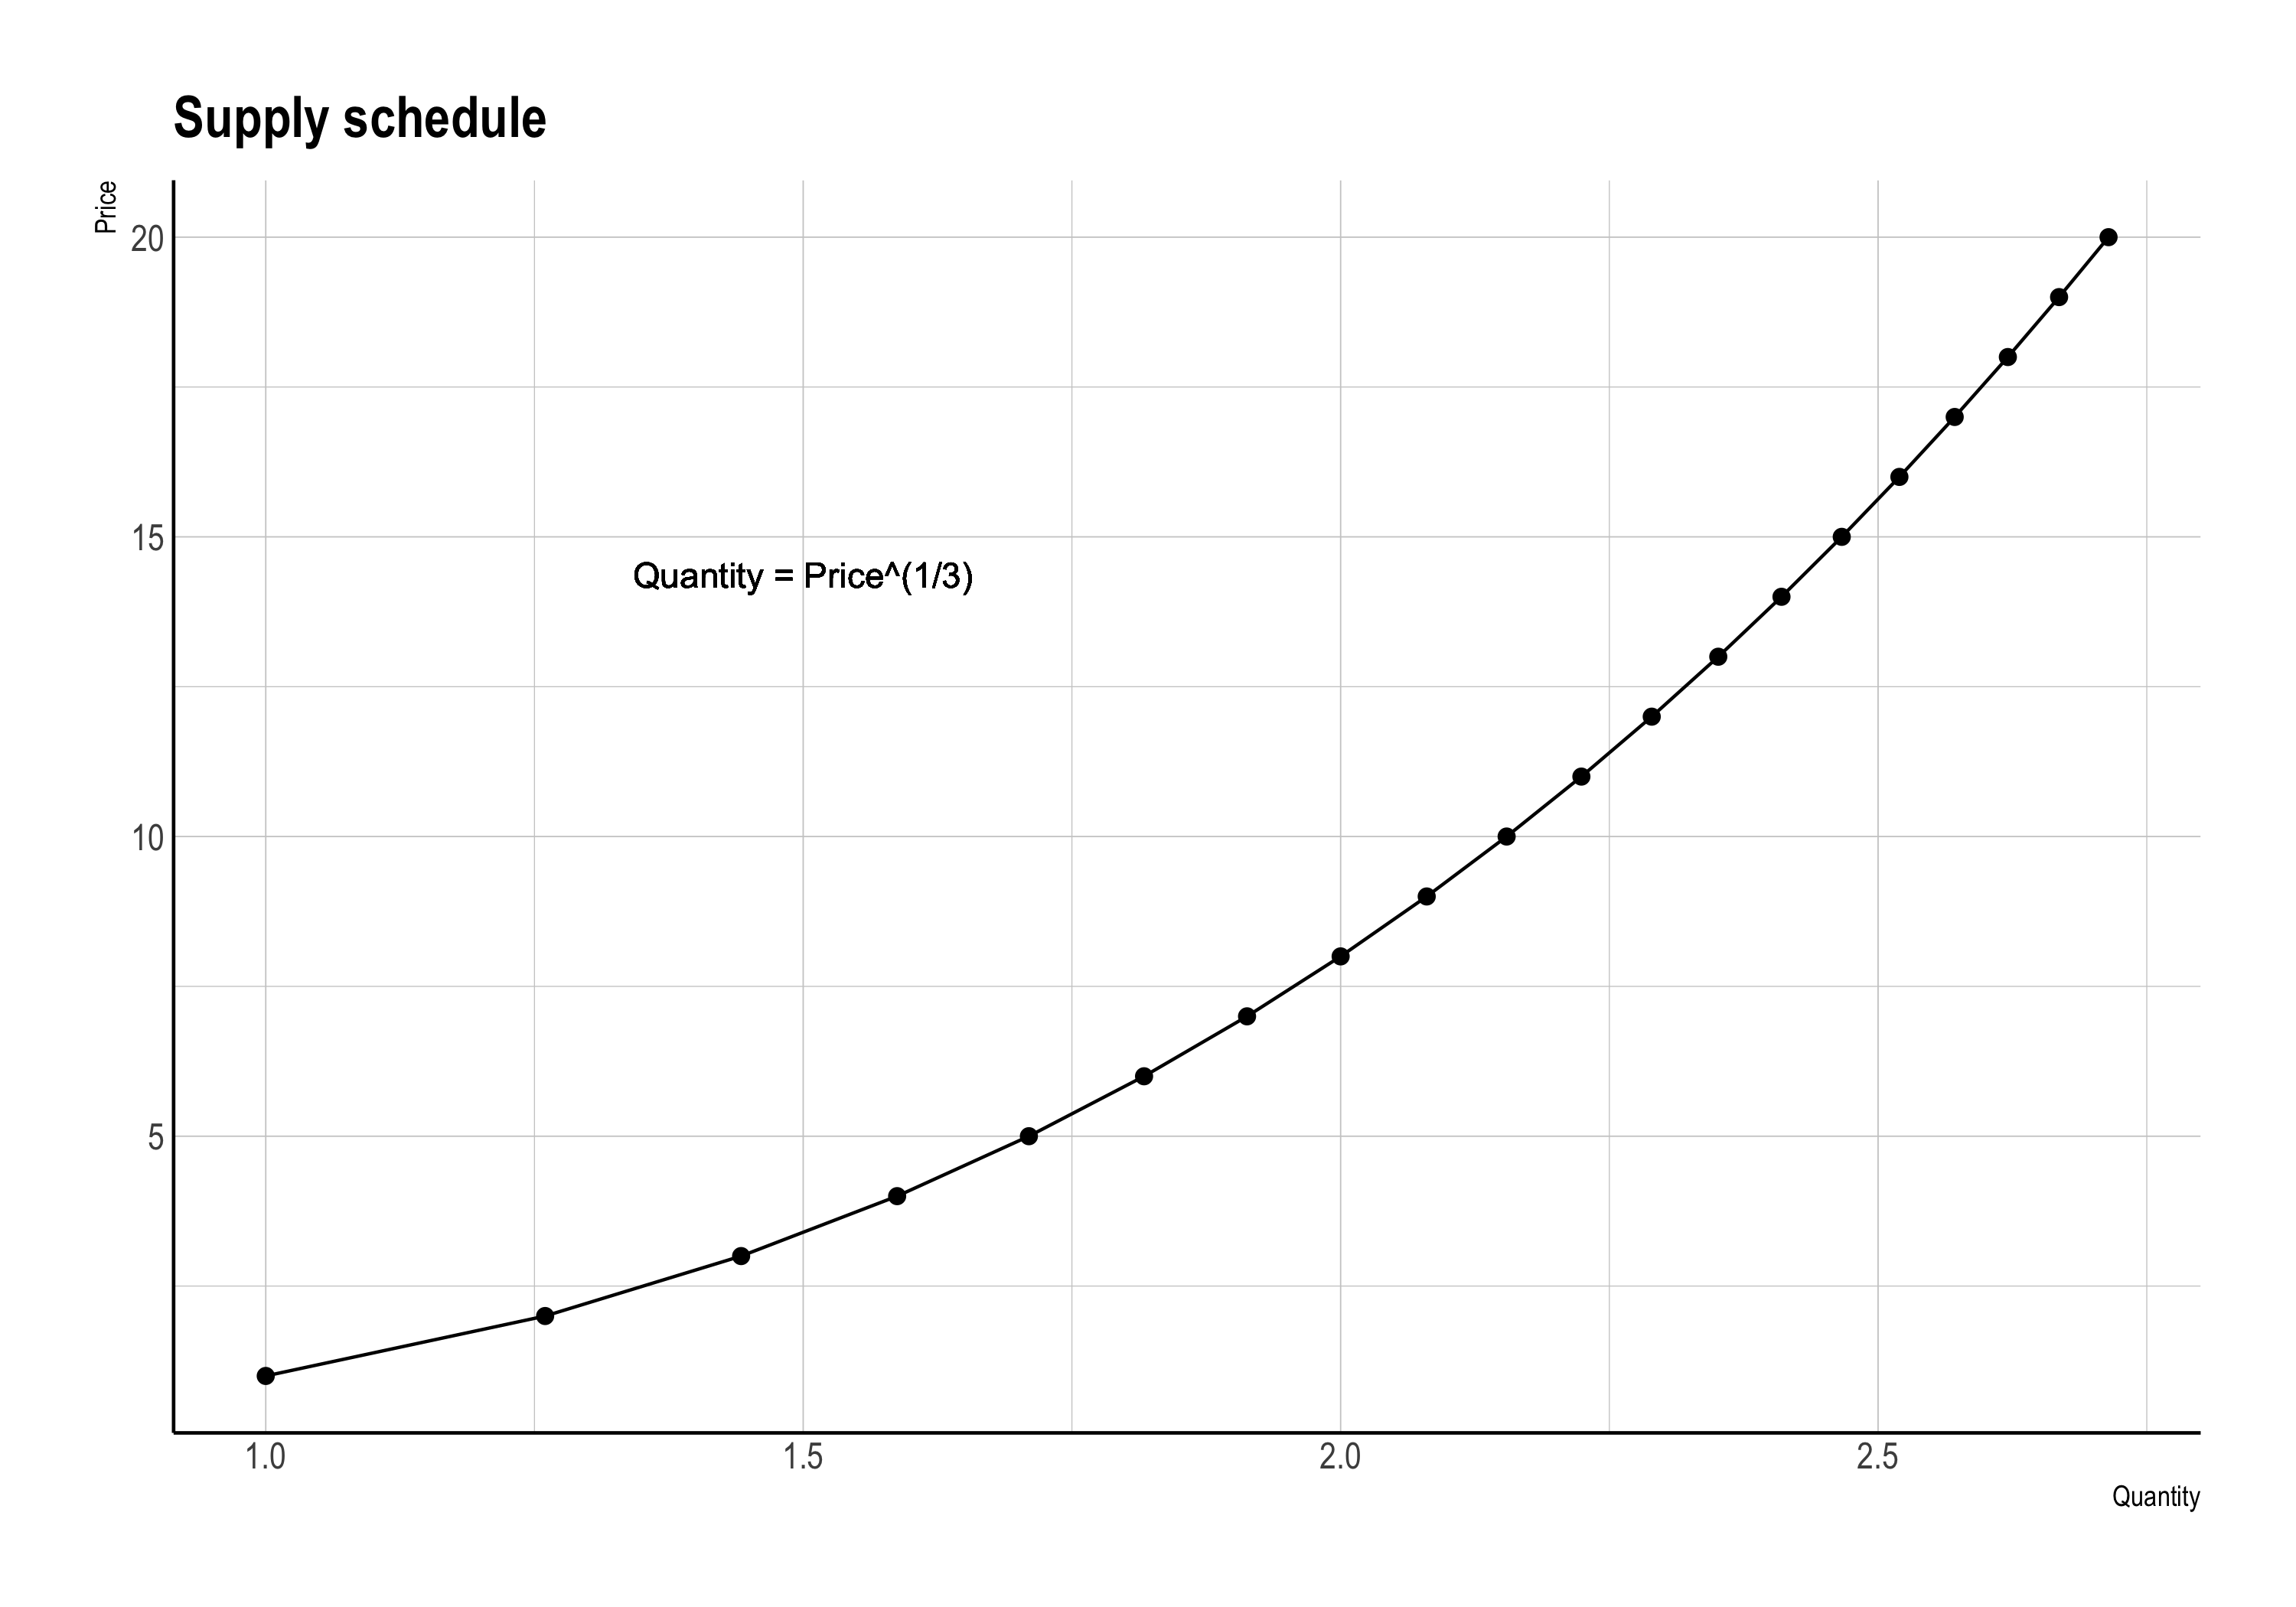 Supply schedule
Price
20
15
Quantity = Price^(1/3)
10
5
1.0 1.5 2.0 2.5
Quantity